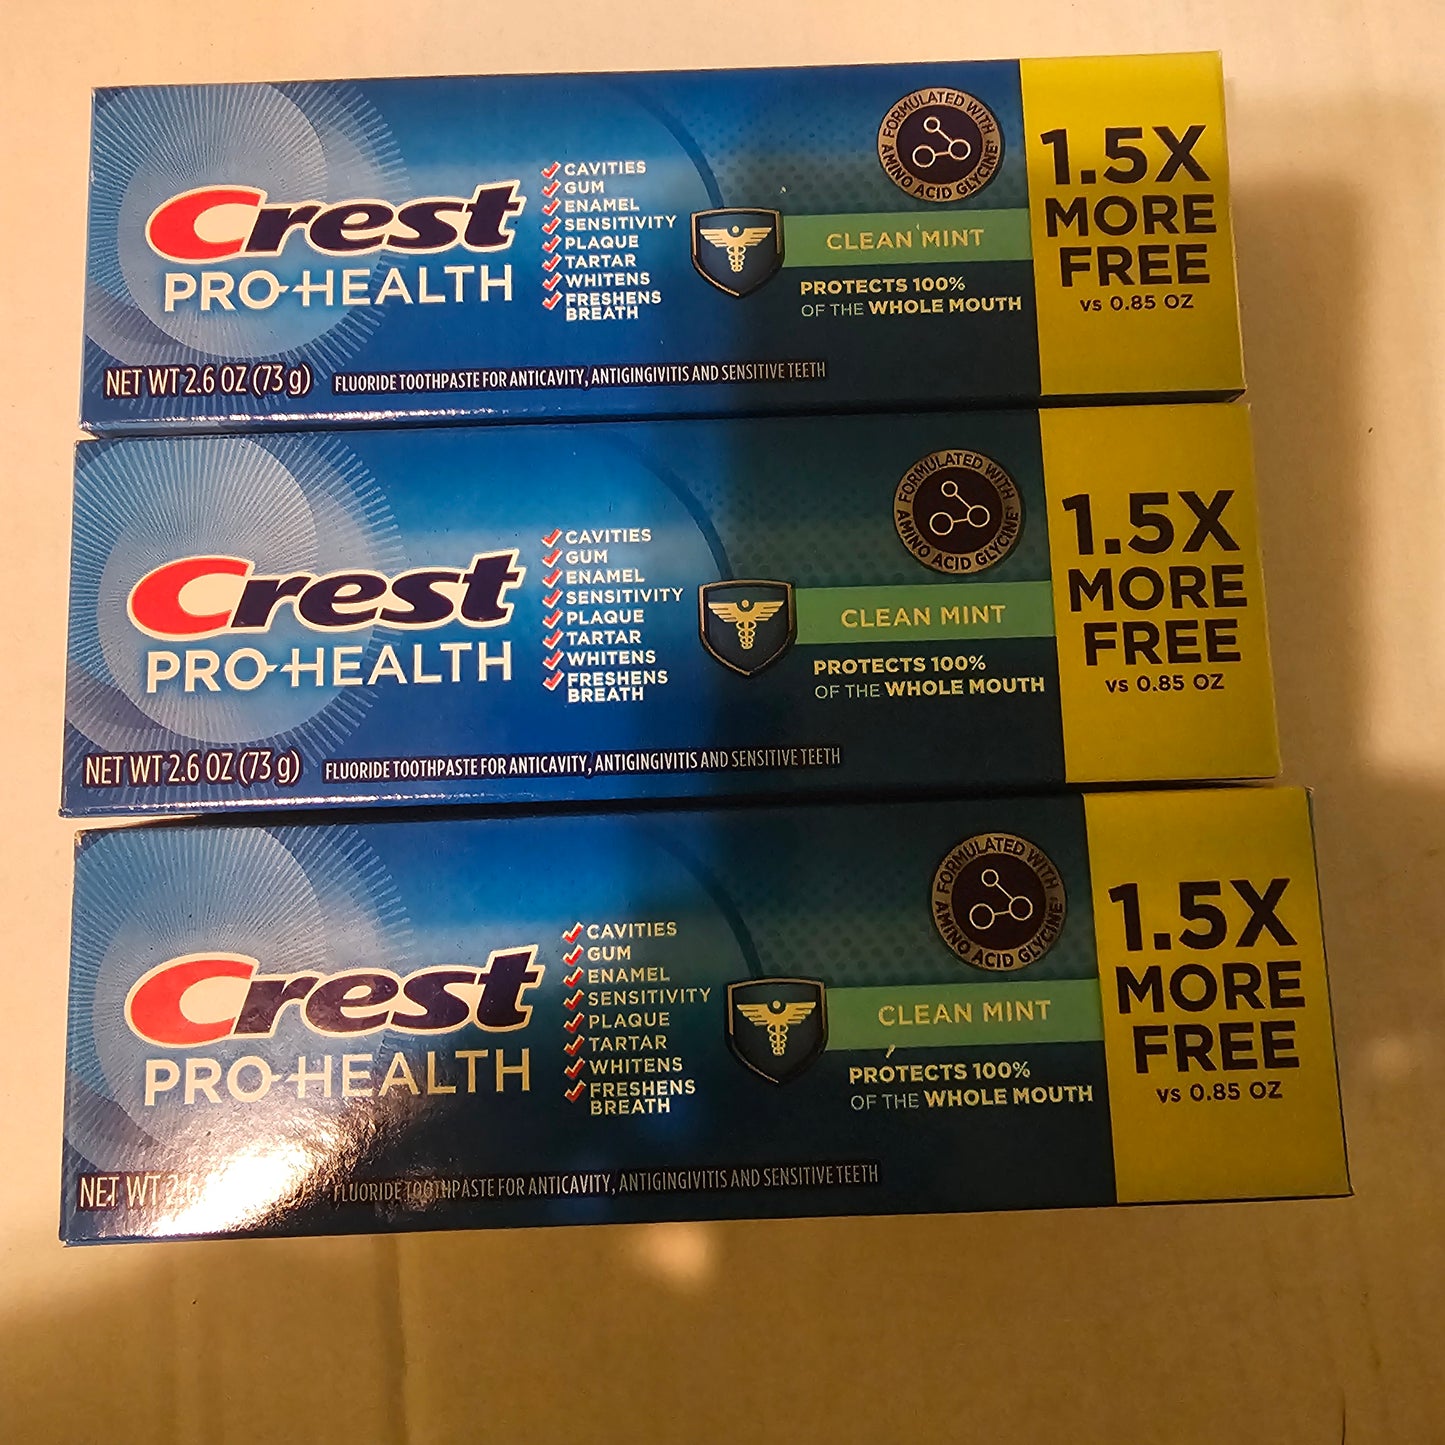 Crest
PRO-HEALTH
CAVITIES
GUM
ENAMEL
SENSITIVITY
PLAQUE
TARTAR
WHITENS
FRESHENS
BREATH
FORMULATED WITH
AMINO ACID GLYCINE†
CLEAN MINT
PROTECTS 100%
OF THE WHOLE MOUTH
1.5X
MORE
FREE
vs 0.85 OZ
NET WT 2.6 OZ (73 g) FLUORIDE TOOTHPASTE FOR ANTICAVITY, ANTIGINGIVITIS AND SENSITIVE TEETH
Crest
PRO-HEALTH
CAVITIES
GUM
ENAMEL
SENSITIVITY
PLAQUE
TARTAR
WHITENS
FRESHENS
BREATH
FORMULATED WITH
AMINO ACID GLYCINE†
CLEAN MINT
PROTECTS 100%
OF THE WHOLE MOUTH
1.5X
MORE
FREE
vs 0.85 OZ
NET WT 2.6 OZ (73 g) FLUORIDE TOOTHPASTE FOR ANTICAVITY, ANTIGINGIVITIS AND SENSITIVE TEETH
Crest
PRO-HEALTH
CAVITIES
GUM
ENAMEL
SENSITIVITY
PLAQUE
TARTAR
WHITENS
FRESHENS
BREATH
FORMULATED WITH
AMINO ACID GLYCINE†
CLEAN MINT
PROTECTS 100%
OF THE WHOLE MOUTH
1.5X
MORE
FREE
vs 0.85 OZ
NET WT 2.6 FLUORIDE TOOTHPASTE FOR ANTICAVITY, ANTIGINGIVITIS AND SENSITIVE TEETH